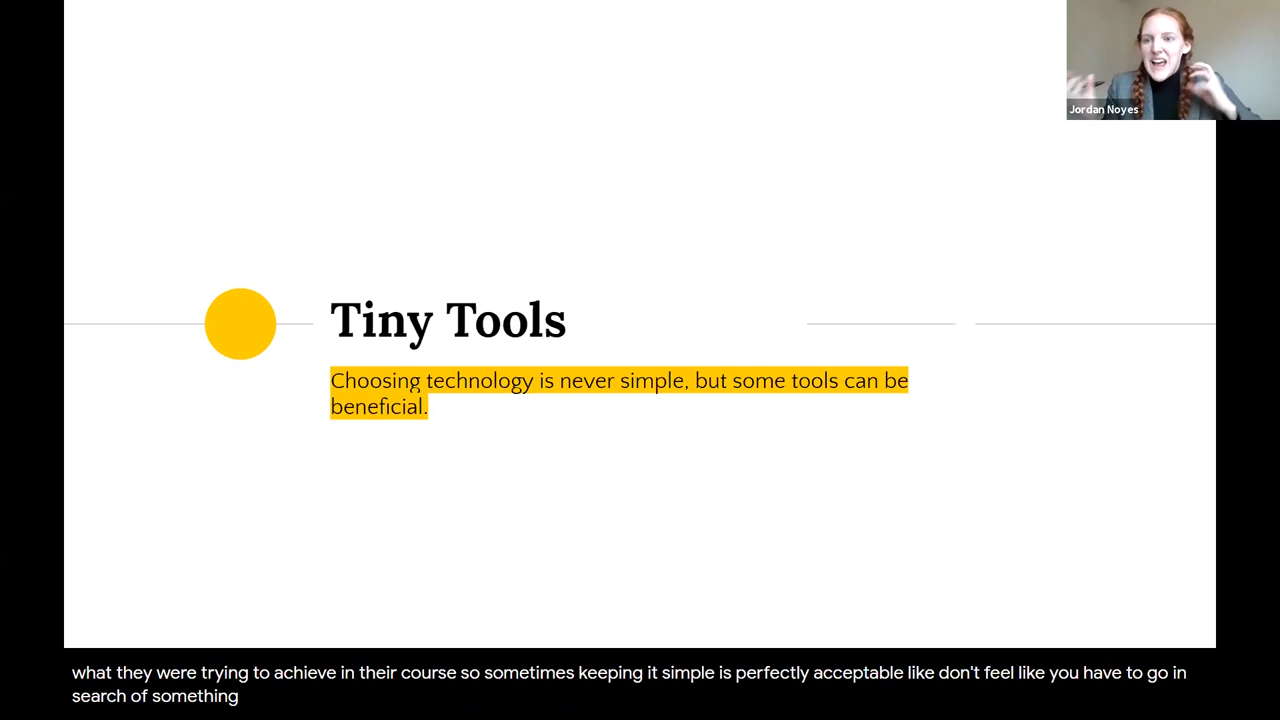 Jordan Noyes
Tiny Tools
Choosing technology is never simple, but some tools can be
beneficial.
what they were trying to achieve in their course so sometimes keeping it simple is perfectly acceptable like don't feel like you have to go in
search of something